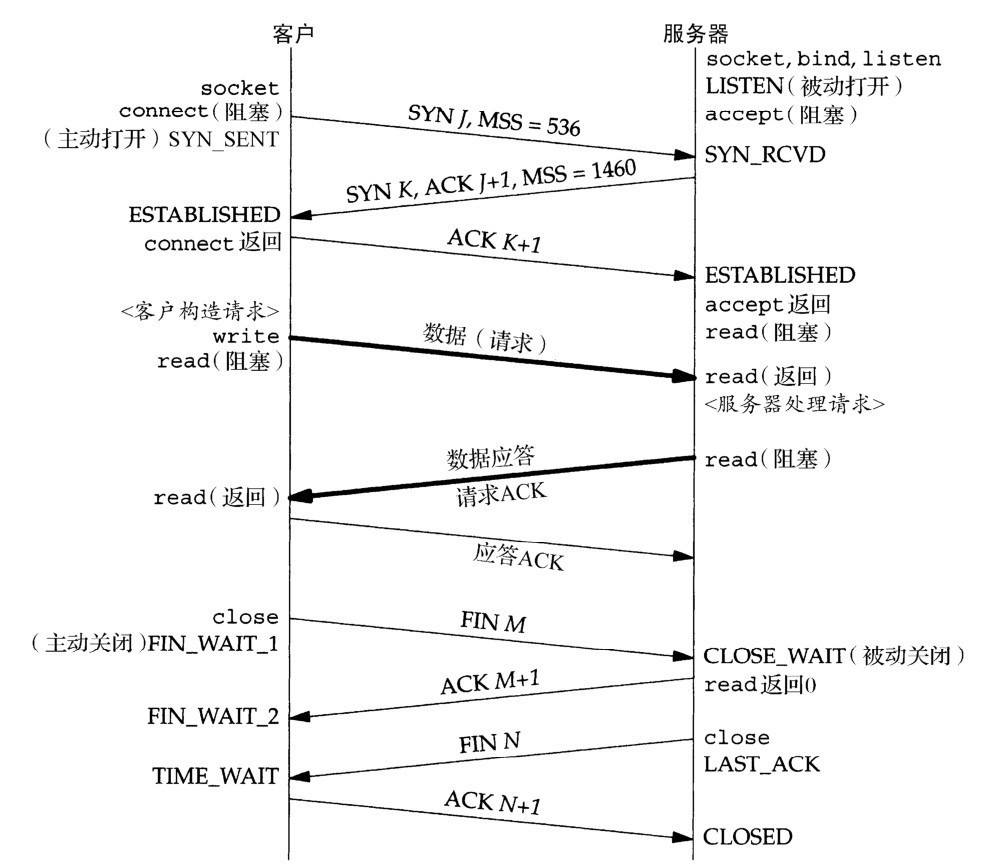 客户
服务器
socket, bind, listen
socket
LISTEN(被动打开)
connect(阻塞)
SYN J, MSS = 536
accept(阻塞)
(主动打开) SYN_SENT
SYN_RCVD
SYN K, ACK J+1, MSS = 1460
ESTABLISHED
connect 返回
ACK K+1
ESTABLISHED
accept 返回
<客户构造请求>
write
数据(请求)
read(阻塞)
read(阻塞)
read(返回)
<服务器处理请求>
数据应答
read(阻塞)
read(返回)
请求ACK
应答ACK
close
FIN M
(主动关闭)FIN_WAIT_1
CLOSE_WAIT(被动关闭)
ACK M+1
read 返回0
FIN_WAIT_2
FIN N
close
LAST_ACK
TIME_WAIT
ACK N+1
CLOSED